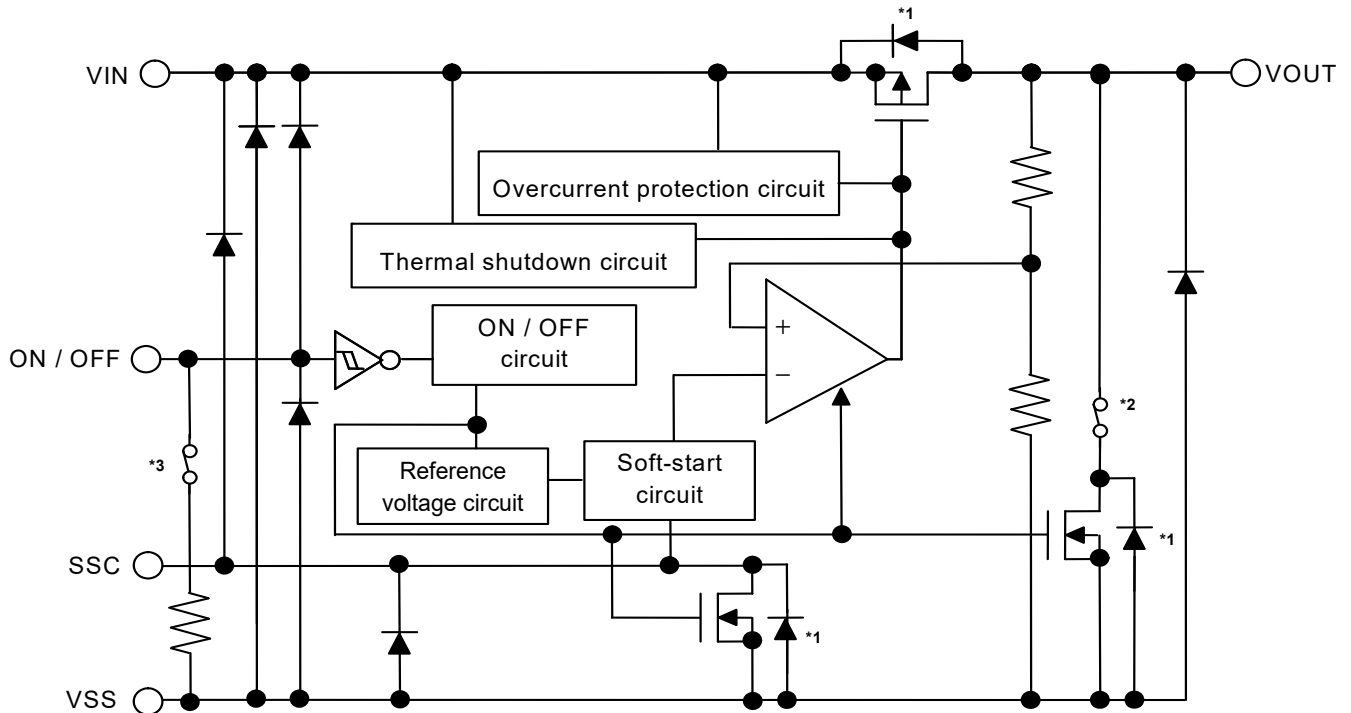 *1
VIN
VOUT
Overcurrent protection circuit
Thermal shutdown circuit
ON / OFF
ON / OFF
circuit
+
−
*2
*3
Reference
voltage circuit
Soft-start
circuit
*1
SSC
*1
VSS